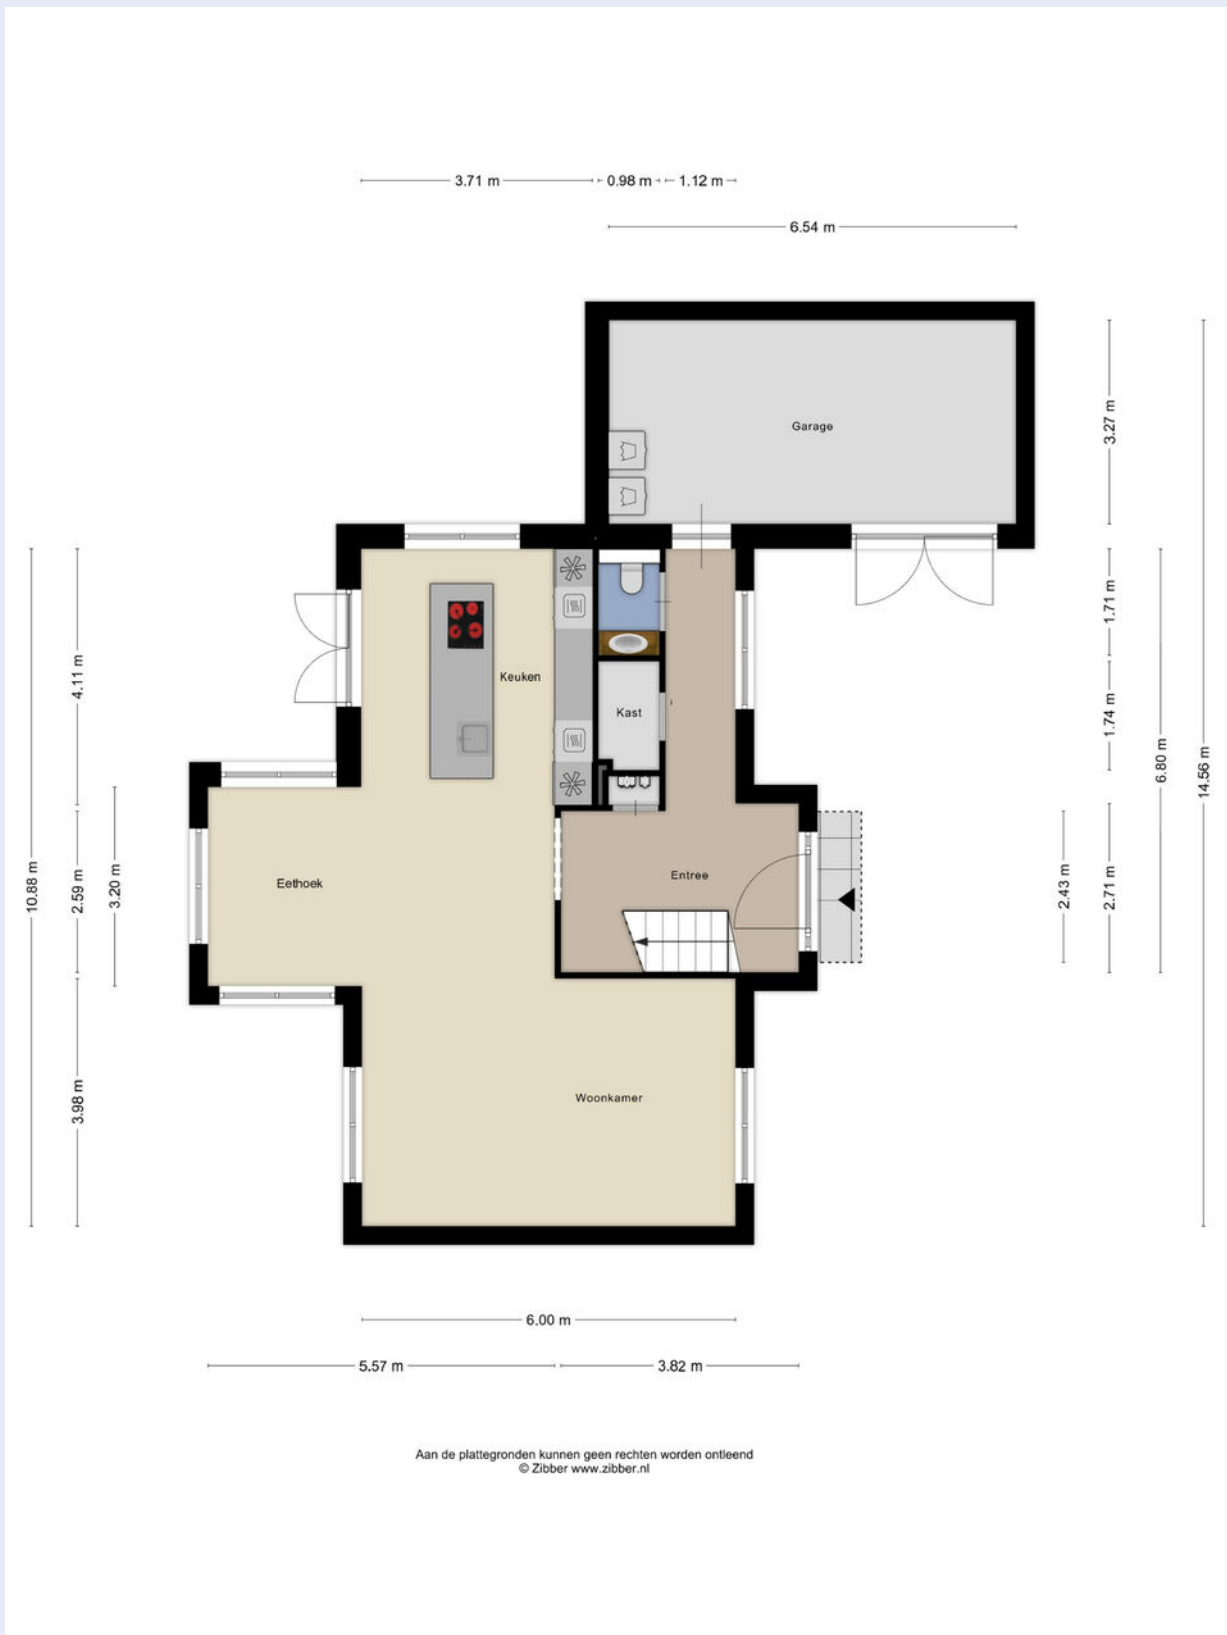 3.71 m
0.98 m
1.12 m
6.54 m
Garage
3.27 m
1.71 m
4.11 m
Keuken
Kast
1.74 m
6.80 m
14.56 m
10.88 m
2.59 m
3.20 m
Eethoek
Entree
2.43 m
2.71 m
3.98 m
Woonkamer
6.00 m
5.57 m
3.82 m
Aan de plattegronden kunnen geen rechten worden ontleend
© Zibber www.zibber.nl